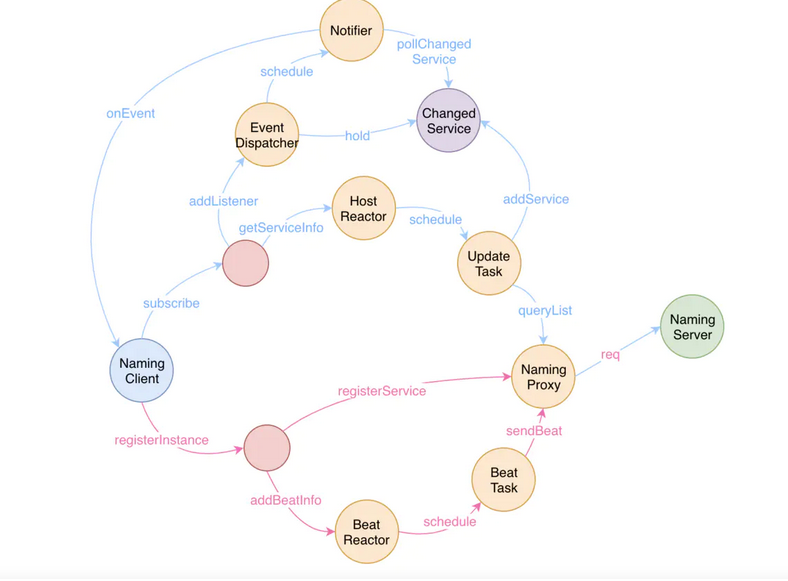 Notifier
pollChanged
Service
schedule
onEvent
Changed
Service
Event
Dispatcher
hold
addListener
Host
Reactor
addService
getServiceInfo
schedule
Update
Task
subscribe
queryList
Naming
Server
req
Naming
Client
Naming
Proxy
registerService
registerInstance
sendBeat
Beat
Task
addBeatInfo
schedule
Beat
Reactor